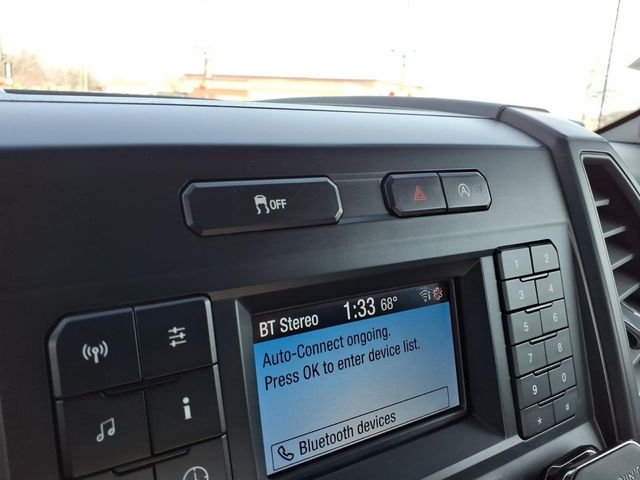 OFF
A OFF
BT Stereo 1:33 68°
Auto-Connect ongoing.
Press OK to enter device list.
Bluetooth devices
1 2
3 4
5 6
7 8
9 0
* #
i